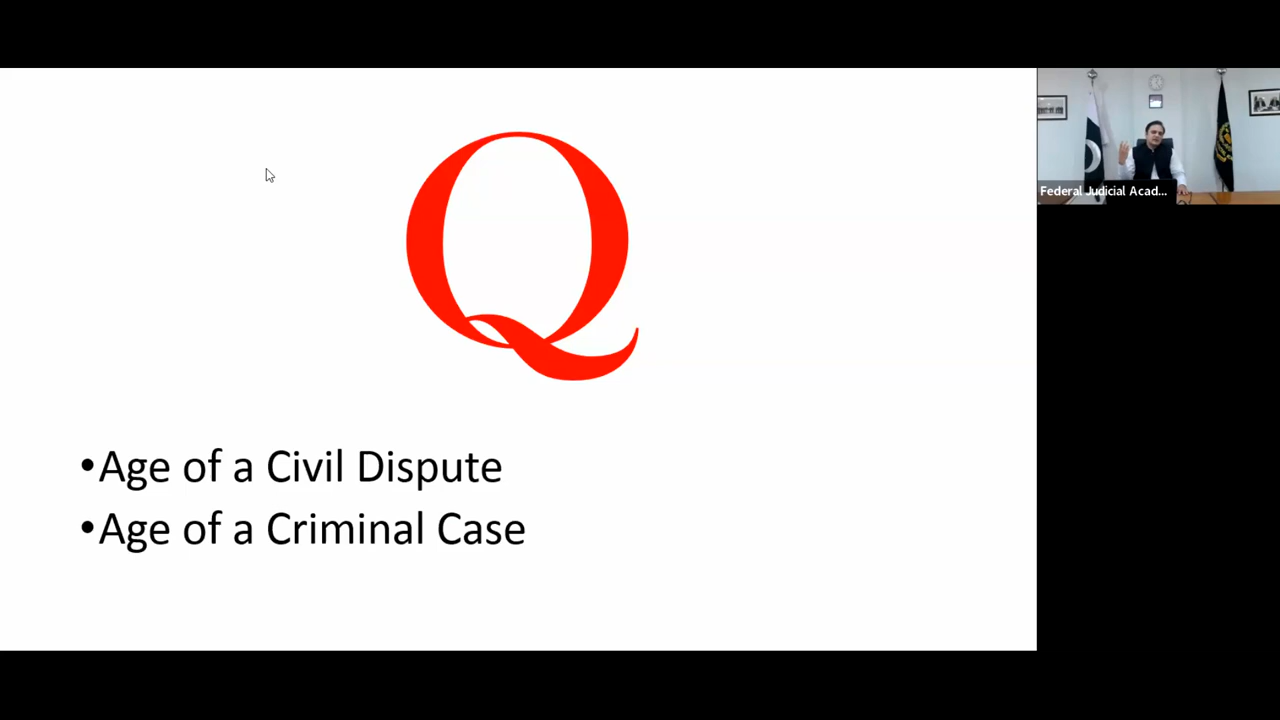 Q
•Age of a Civil Dispute
•Age of a Criminal Case
Federal Judicial Acad...